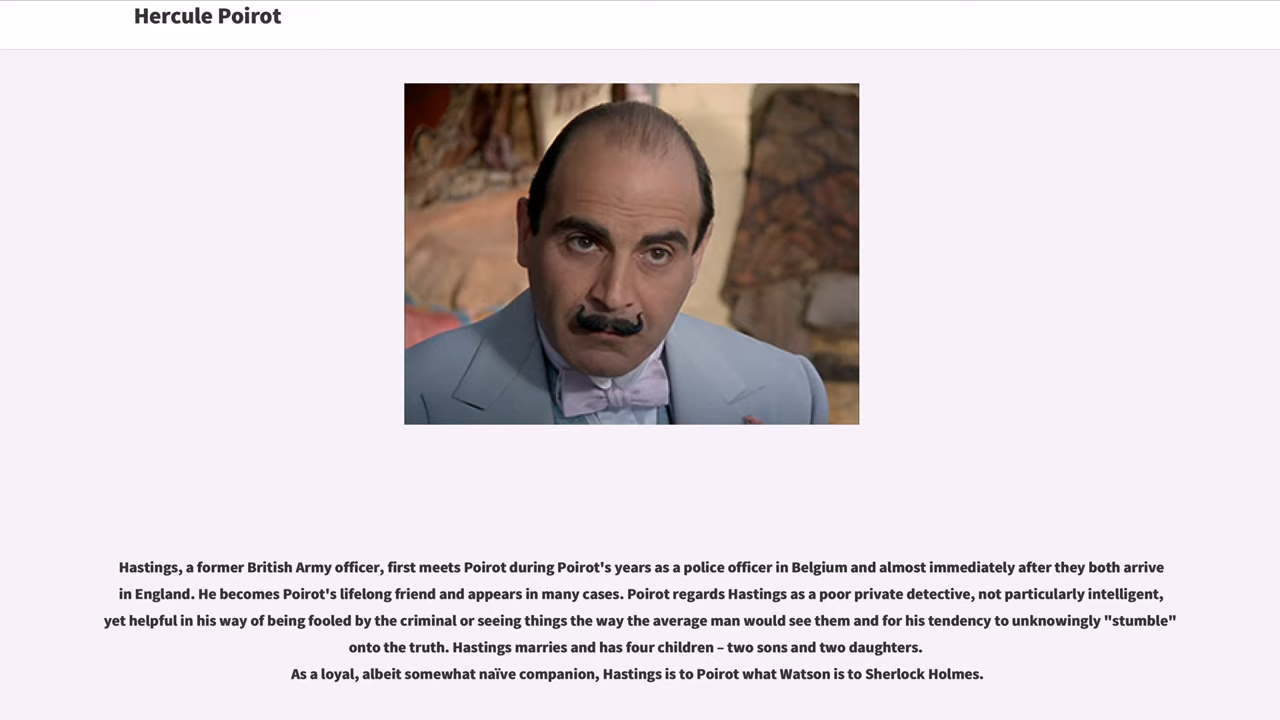 Hercule Poirot
Hastings, a former British Army officer, first meets Poirot during Poirot's years as a police officer in Belgium and almost immediately after they both arrive
in England. He becomes Poirot's lifelong friend and appears in many cases. Poirot regards Hastings as a poor private detective, not particularly intelligent,
yet helpful in his way of being fooled by the criminal or seeing things the way the average man would see them and for his tendency to unknowingly "stumble"
onto the truth. Hastings marries and has four children – two sons and two daughters.
As a loyal, albeit somewhat naïve companion, Hastings is to Poirot what Watson is to Sherlock Holmes.